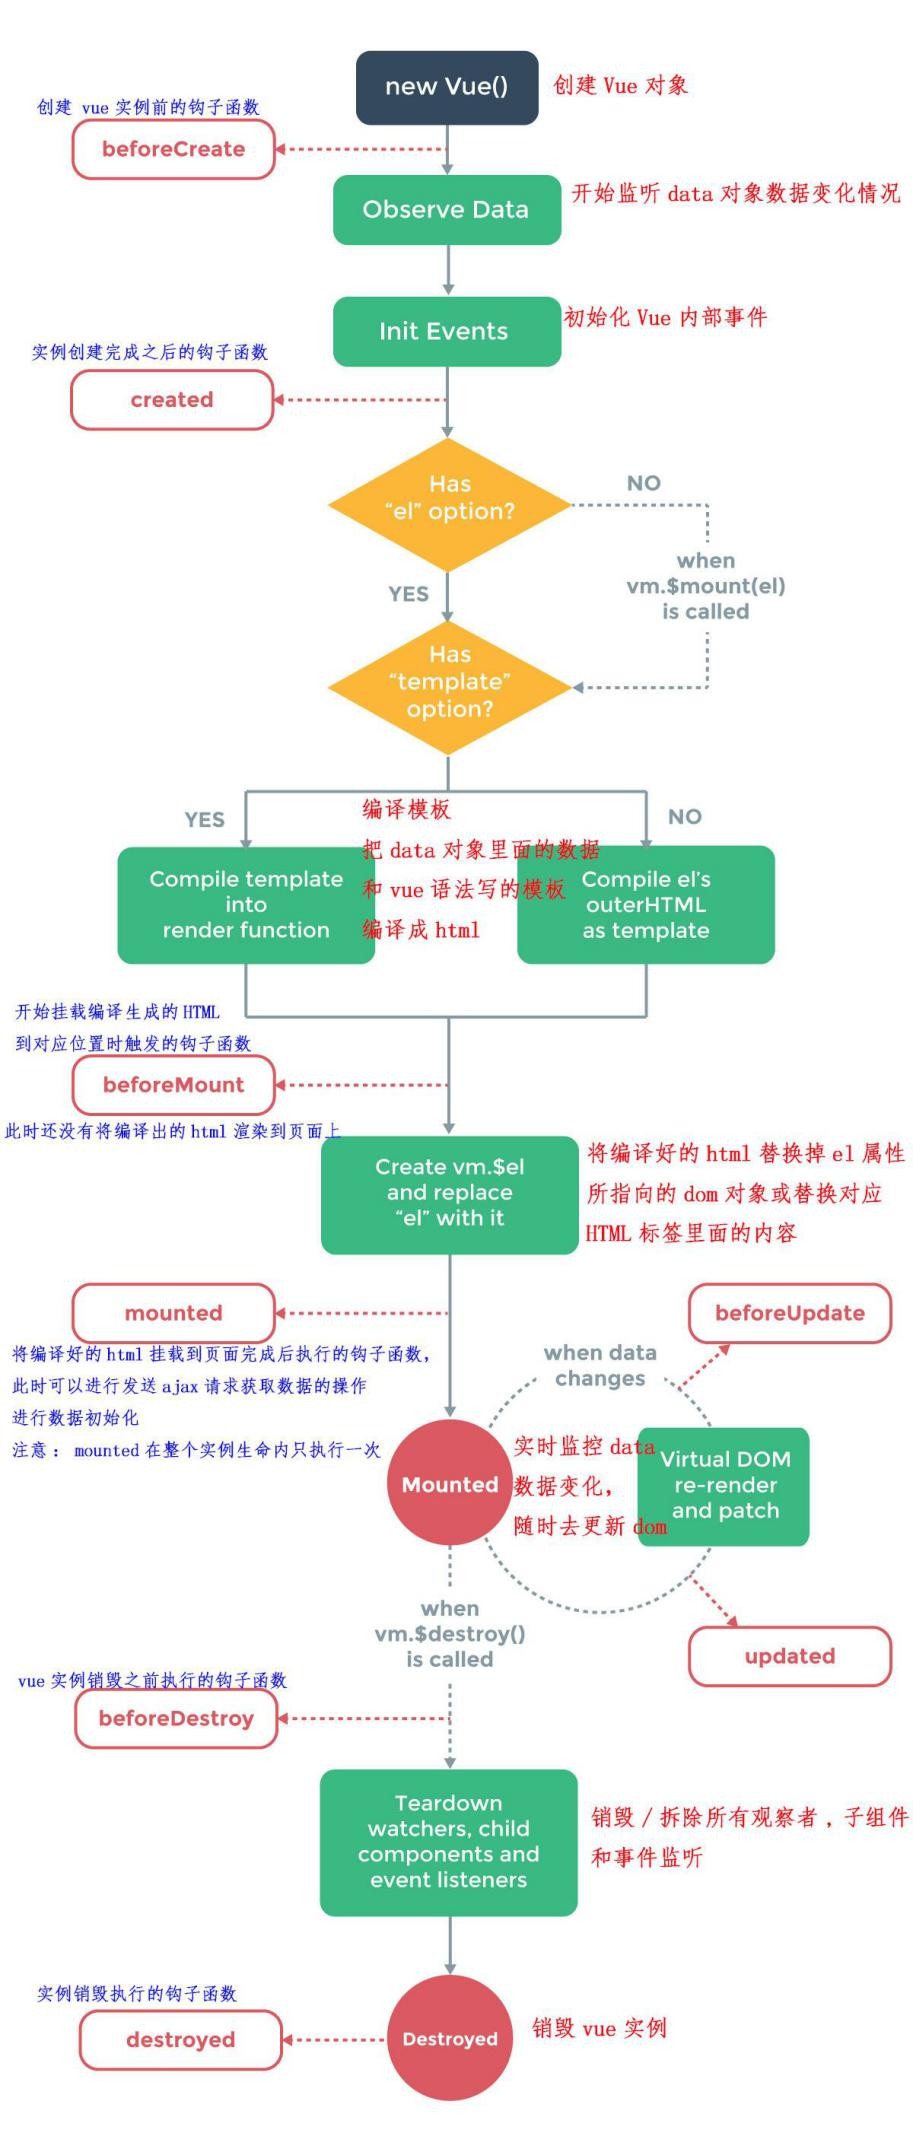 new Vue()
创建 Vue 对象
创建 vue 实例前的钩子函数
beforeCreate
Observe Data
开始监听 data 对象数据变化情况
Init Events
初始化 Vue 内部事件
实例创建完成之后的钩子函数
created
Has
“el” option?
NO
when
vm.$mount(el)
is called
YES
Has
“template”
option?
YES
NO
编译模板
把 data 对象里面的数据
和 vue 语法写的模板
编译成 html
Compile template
into
render function
Compile el’s
outerHTML
as template
开始挂载编译生成的 HTML
到对应位置时触发的钩子函数
beforeMount
此时还没有将编译出的 html 渲染到页面上
Create vm.$el
and replace
“el” with it
将编译好的 html 替换掉 el 属性
所指向的 dom 对象或替换对应
HTML 标签里面的内容
mounted
将编译好的 html 挂载到页面完成后执行的钩子函数，
此时可以进行发送 ajax 请求获取数据的操作
进行数据初始化
注意： mounted 在整个实例生命内只执行一次
beforeUpdate
when data
changes
Mounted
实时监控 data
数据变化，
随时去更新 dom
Virtual DOM
re-render
and patch
updated
when
vm.$destroy()
is called
vue 实例销毁之前执行的钩子函数
beforeDestroy
Teardown
watchers, child
components and
event listeners
销毁 / 拆除所有观察者，子组件
和事件监听
实例销毁执行的钩子函数
destroyed
Destroyed
销毁 vue 实例